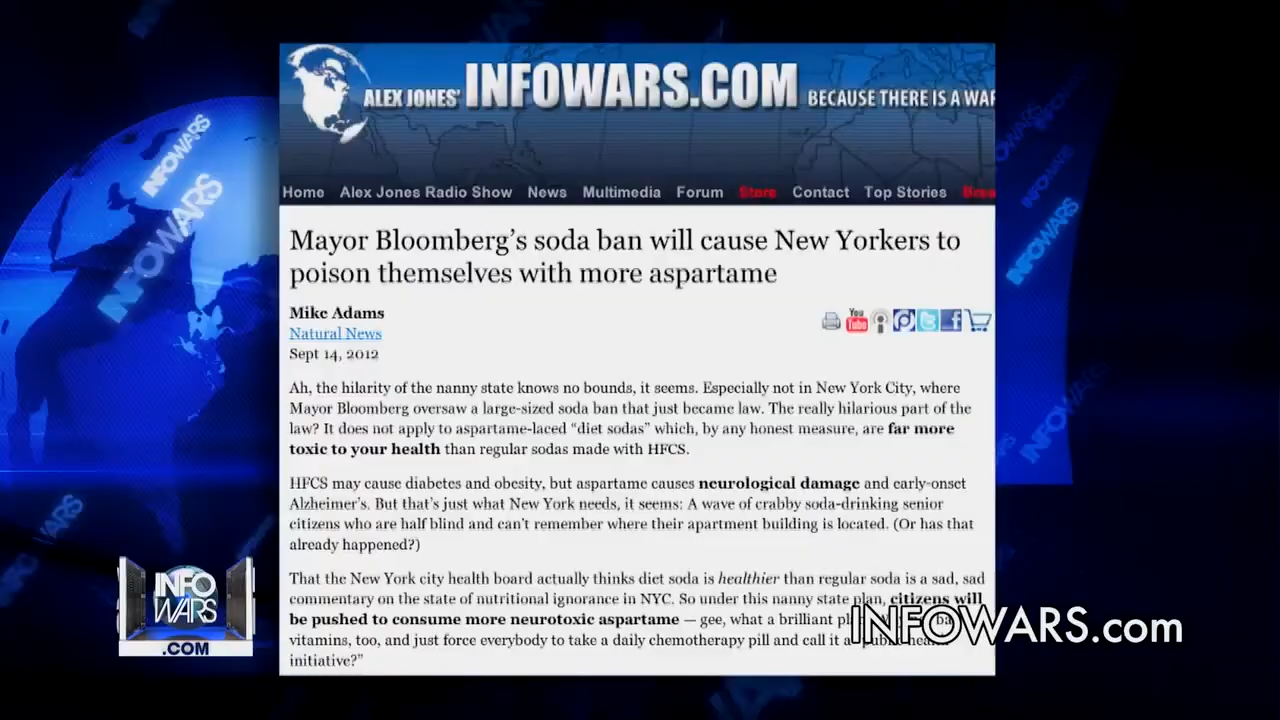 ALEX JONES' INFOWARS.COM BECAUSE THERE IS A WAR
Home Alex Jones Radio Show News Multimedia Forum Store Contact Top Stories Brea
Mayor Bloomberg's soda ban will cause New Yorkers to
poison themselves with more aspartame
Mike Adams
Natural News
Sept 14, 2012
You
Tube
Ah, the hilarity of the nanny state knows no bounds, it seems. Especially not in New York City, where
Mayor Bloomberg oversaw a large-sized soda ban that just became law. The really hilarious part of the
law? It does not apply to aspartame-laced “diet sodas” which, by any honest measure, are far more
toxic to your health than regular sodas made with HFCS.
HFCS may cause diabetes and obesity, but aspartame causes neurological damage and early-onset
Alzheimer's. But that's just what New York needs, it seems: A wave of crabby soda-drinking senior
citizens who are half blind and can't remember where their apartment building is located. (Or has that
already happened?)
That the New York city health board actually thinks diet soda is healthier than regular soda is a sad, sad
commentary on the state of nutritional ignorance in NYC. So under this nanny state plan, citizens will
be pushed to consume more neurotoxic aspartame — gee, what a brilliant
vitamins, too, and just force everybody to take a daily chemotherapy pill and call it a public health
initiative?”
INFOWARS.com
INFO
WARS
.COM
INFOWARS
INFOWARS
INFOWARS
INFOWARS
INFOWARS